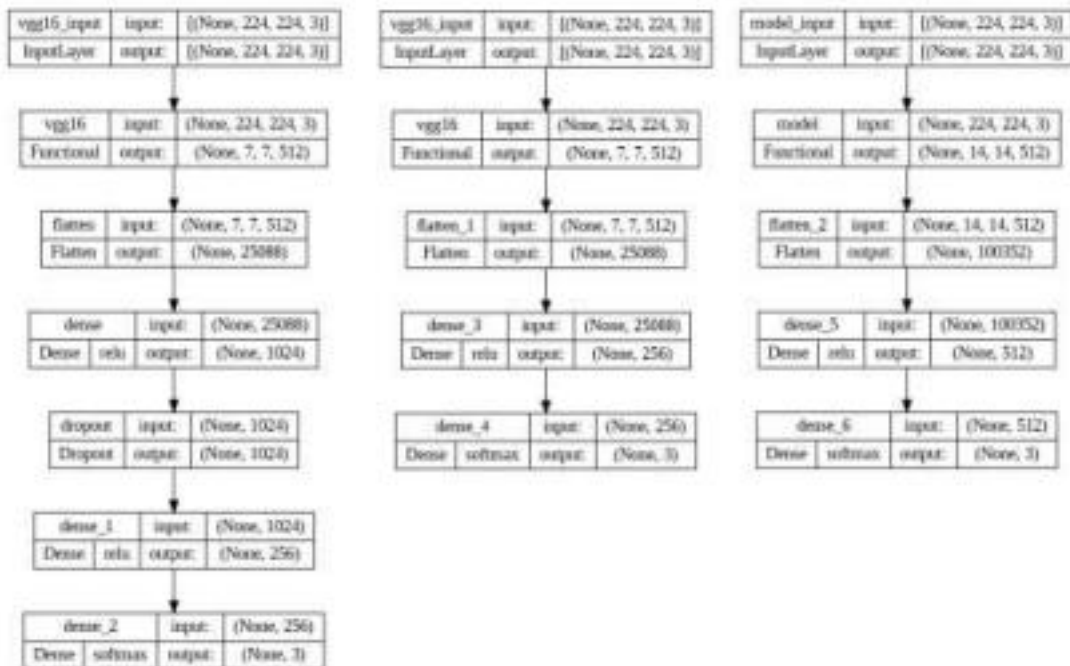 vgg16_input input: [(None, 224, 224, 3)]
InputLayer output: [(None, 224, 224, 3)]
vgg16 input: (None, 224, 224, 3)
Functional output: (None, 7, 7, 512)
flatten input: (None, 7, 7, 512)
Flatten output: (None, 25088)
dense input: (None, 25088)
Dense relu output: (None, 1024)
dropout input: (None, 1024)
Dropout output: (None, 1024)
dense_1 input: (None, 1024)
Dense relu output: (None, 256)
dense_2 input: (None, 256)
Dense softmax output: (None, 3)
vgg16_input input: [(None, 224, 224, 3)]
InputLayer output: [(None, 224, 224, 3)]
vgg16 input: (None, 224, 224, 3)
Functional output: (None, 7, 7, 512)
flatten_1 input: (None, 7, 7, 512)
Flatten output: (None, 25088)
dense_3 input: (None, 25088)
Dense relu output: (None, 256)
dense_4 input: (None, 256)
Dense softmax output: (None, 3)
model_input input: [(None, 224, 224, 3)]
InputLayer output: [(None, 224, 224, 3)]
model input: (None, 224, 224, 3)
Functional output: (None, 14, 14, 512)
flatten_2 input: (None, 14, 14, 512)
Flatten output: (None, 100352)
dense_5 input: (None, 100352)
Dense relu output: (None, 512)
dense_6 input: (None, 512)
Dense softmax output: (None, 3)